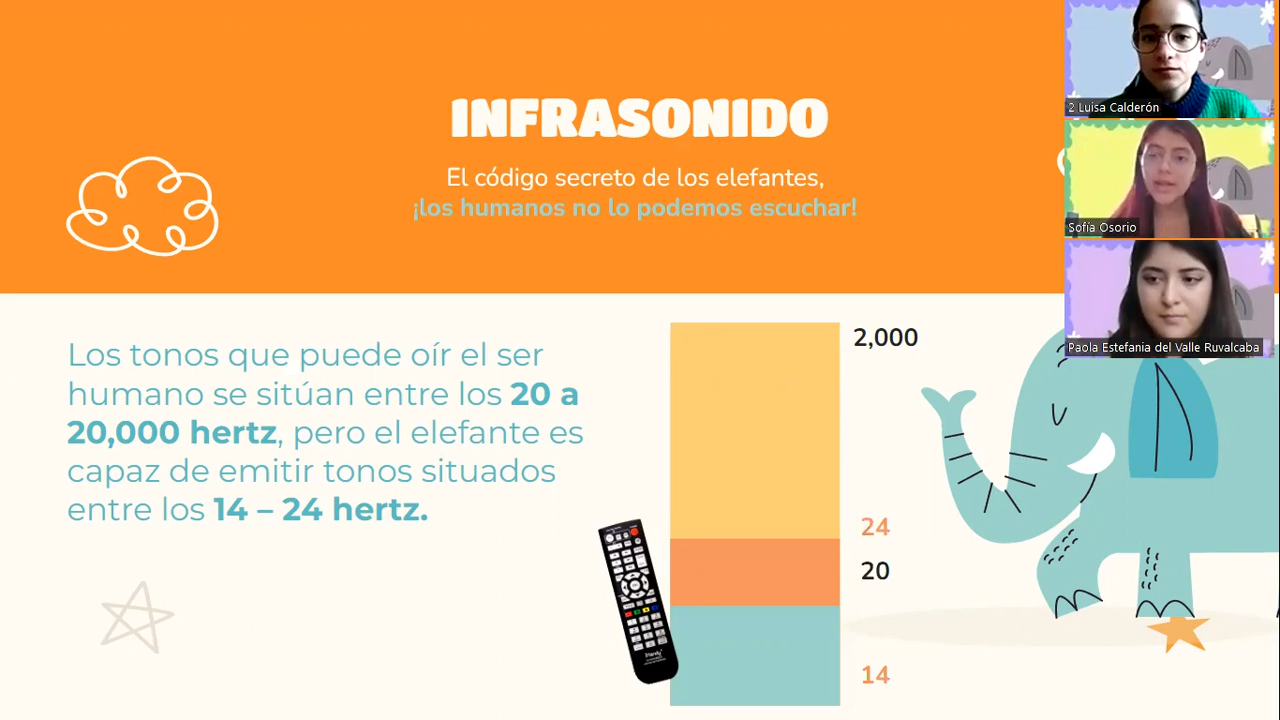 INFRASONIDO
El código secreto de los elefantes,
¡los humanos no lo podemos escuchar!
2 Luisa Calderón
Sofía Osorio
Paola Estefania del Valle Ruvalcaba
Los tonos que puede oír el ser
humano se sitúan entre los 20 a
20,000 hertz, pero el elefante es
capaz de emitir tonos situados
entre los 14 – 24 hertz.
2,000
24
20
14